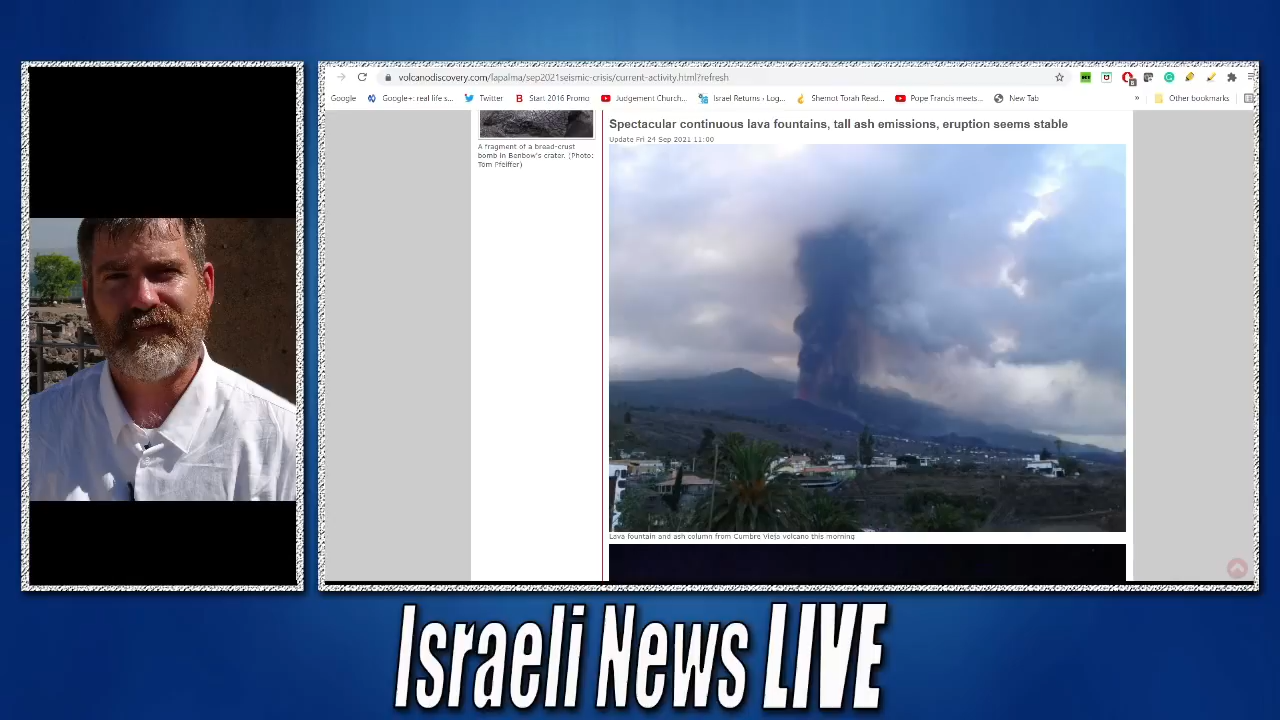 volcanodiscovery.com/lapalma/sep2021seismic-crisis/current-activity.html?refresh
Google
Google+: real life s...
Twitter
Start 2016 Promo
Judgement Church...
Israel Returns ‹ Log...
Shemot Torah Read...
Pope Francis meets...
New Tab
»
Other bookmarks
A fragment of a bread-crust
bomb in Benbow's crater. (Photo:
Tom Pfeiffer)
Spectacular continuous lava fountains, tall ash emissions, eruption seems stable
Update Fri 24 Sep 2021 11:00
Lava fountain and ash column from Cumbre Vieja volcano this morning
Israeli News LIVE